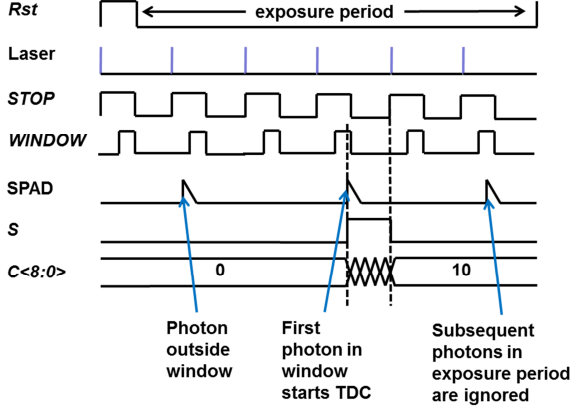 Rst
exposure period
Laser
STOP
WINDOW
SPAD
S
C<8:0>
0
10
Photon
outside
window
First
photon in
window
starts TDC
Subsequent
photons in
exposure period
are ignored